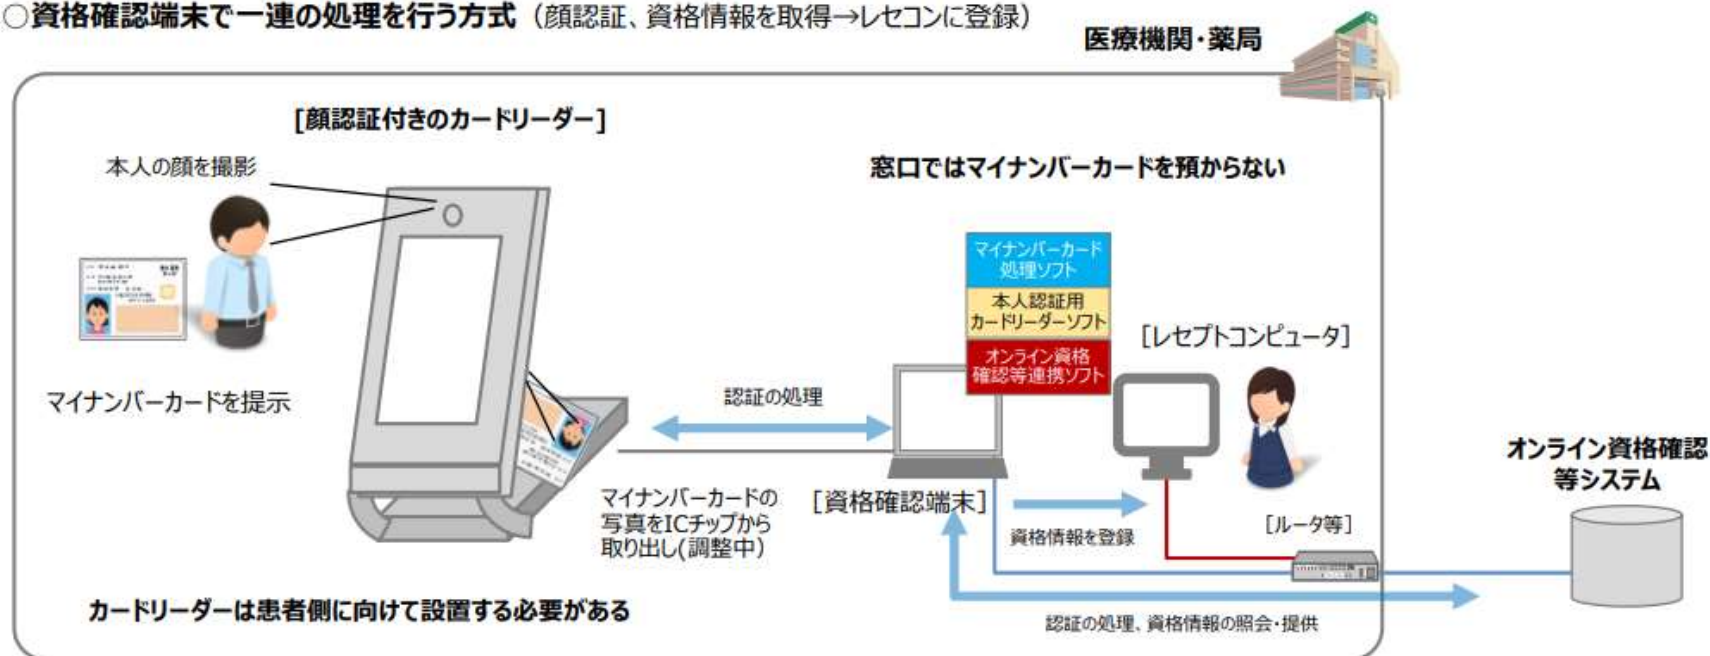 ○資格確認端末で一連の処理を行う方式（顔認証、資格情報を取得→レセコンに登録）
医療機関・薬局
[顔認証付きのカードリーダー]
本人の顔を撮影
窓口ではマイナンバーカードを預からない
マイナンバーカード
処理ソフト
本人認証用
カードリーダーソフト
オンライン資格
確認等連携ソフト
[レセプトコンピュータ]
マイナンバーカードを提示
認証の処理
オンライン資格確認
等システム
マイナンバーカードの
写真をICチップから
取り出し(調整中）
[資格確認端末]
資格情報を登録
[ルータ等]
カードリーダーは患者側に向けて設置する必要がある
認証の処理、資格情報の照会・提供